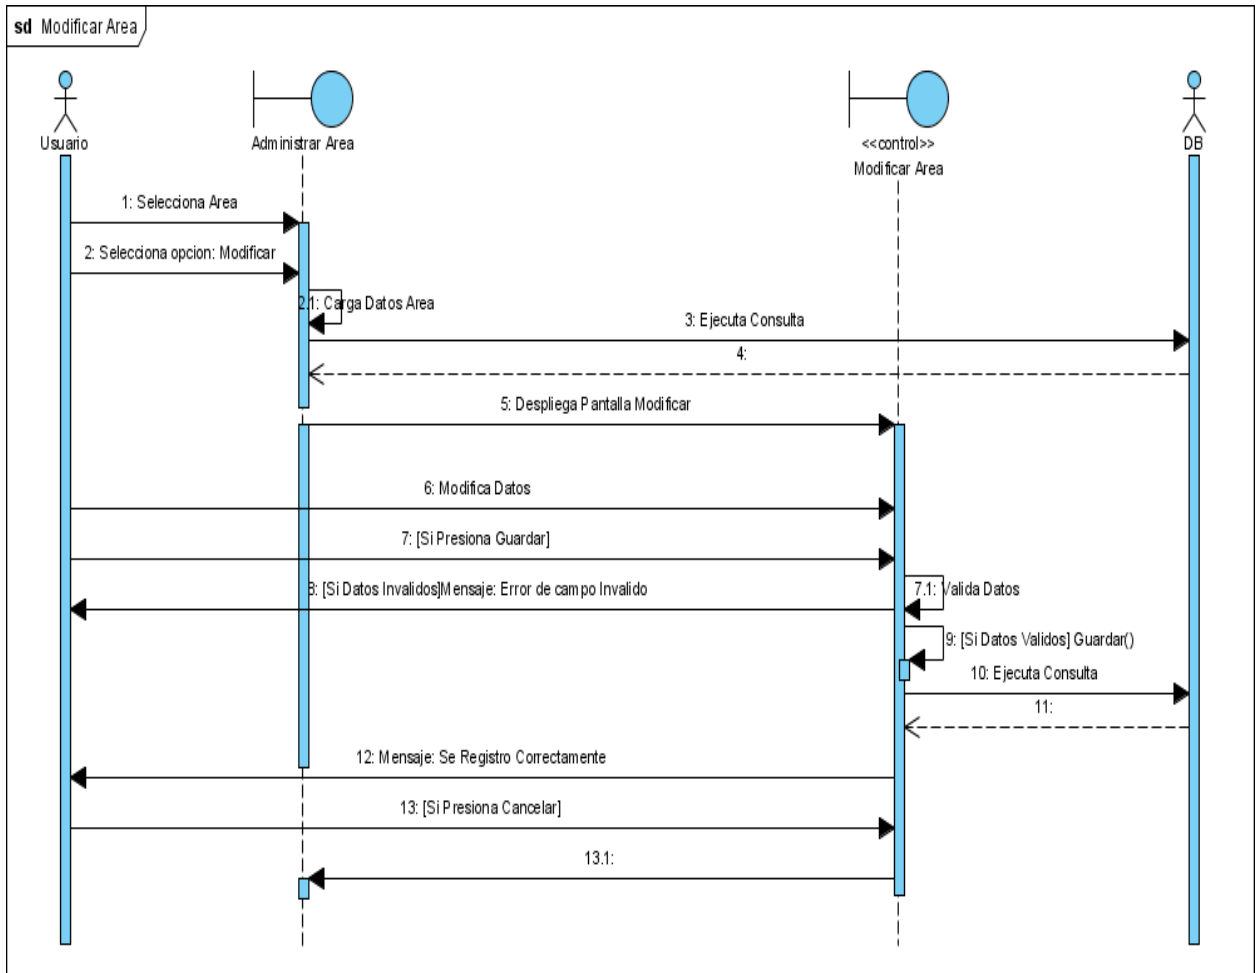 sd Modificar Area
Usuario
Administrar Area
<<control>>
Modificar Area
DB
1: Selecciona Area
2: Selecciona opcion: Modificar
2.1: Carga Datos Area
3: Ejecuta Consulta
4:
5: Despliega Pantalla Modificar
6: Modifica Datos
7: [Si Presiona Guardar]
7.1: Valida Datos
8: [Si Datos Invalidos]Mensaje: Error de campo Invalido
9: [Si Datos Validos] Guardar()
10: Ejecuta Consulta
11:
12: Mensaje: Se Registro Correctamente
13: [Si Presiona Cancelar]
13.1: